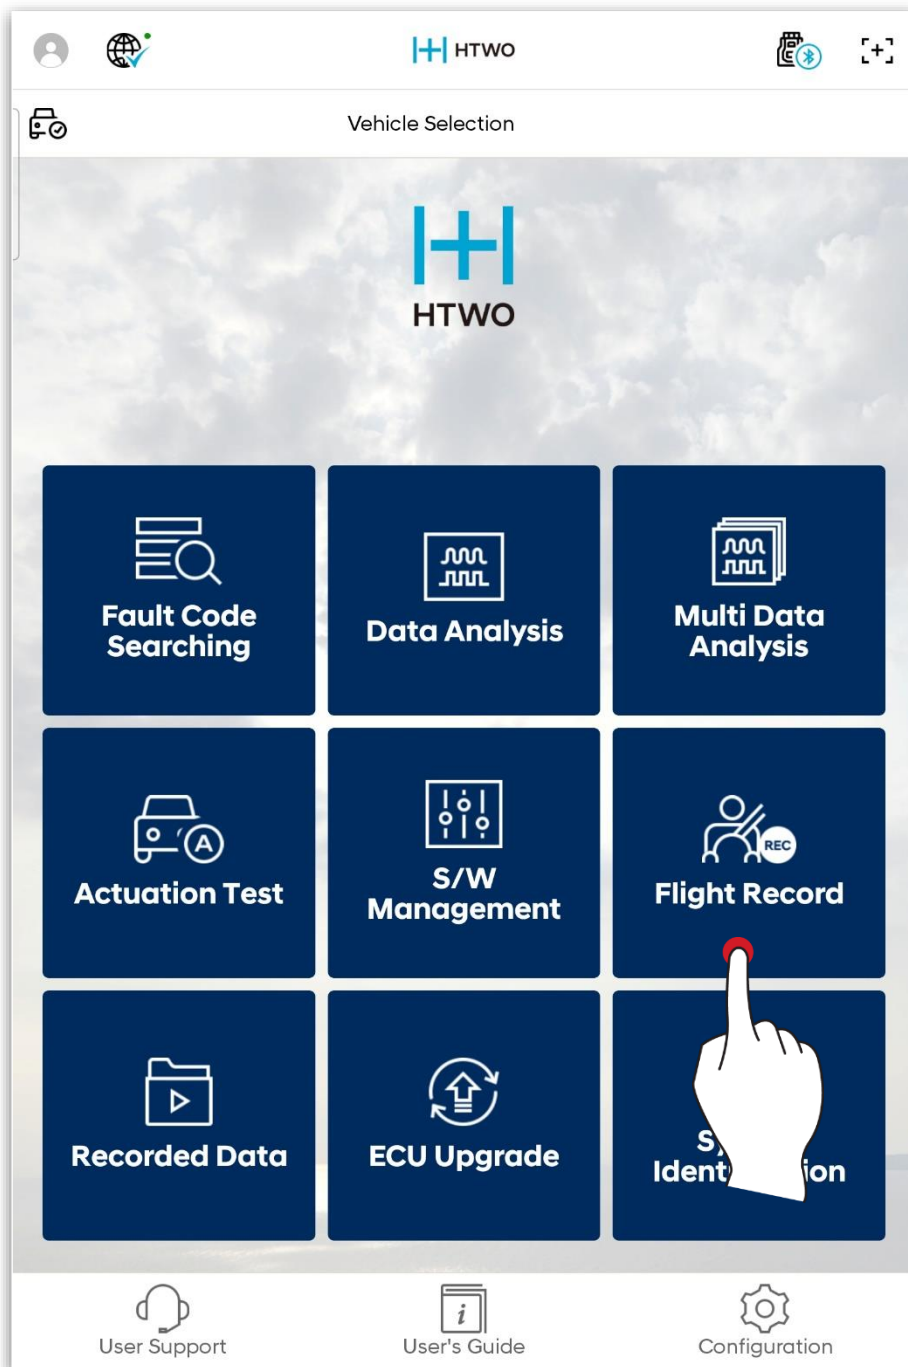 HTWO
Vehicle Selection
HTWO
Fault Code
Searching
Data Analysis
Multi Data
Analysis
Actuation Test
S/W
Management
REC
Flight Record
Recorded Data
ECU Upgrade
User Support
User's Guide
Configuration